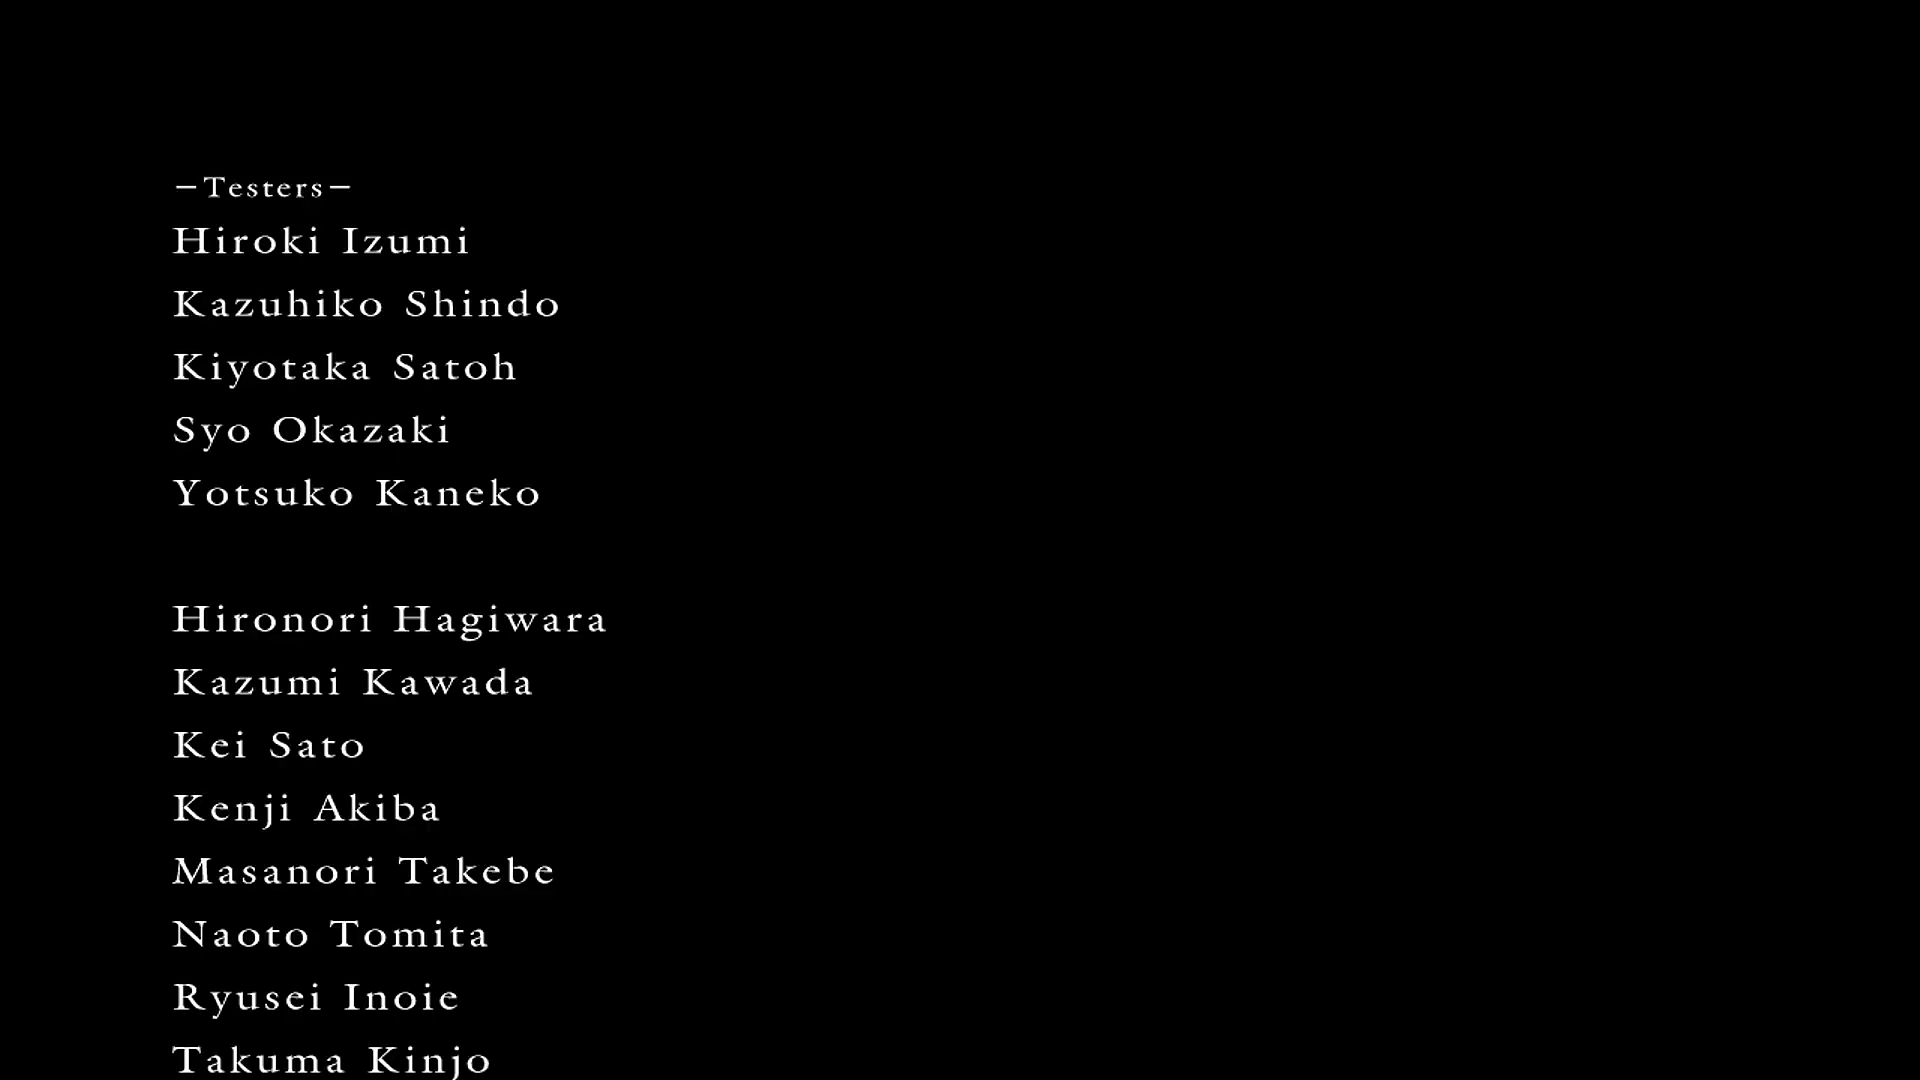 －Testers－
Hiroki Izumi
Kazuhiko Shindo
Kiyotaka Satoh
Syo Okazaki
Yotsuko Kaneko
Hironori Hagiwara
Kazumi Kawada
Kei Sato
Kenji Akiba
Masanori Takebe
Naoto Tomita
Ryusei Inoie
Takuma Kinjo